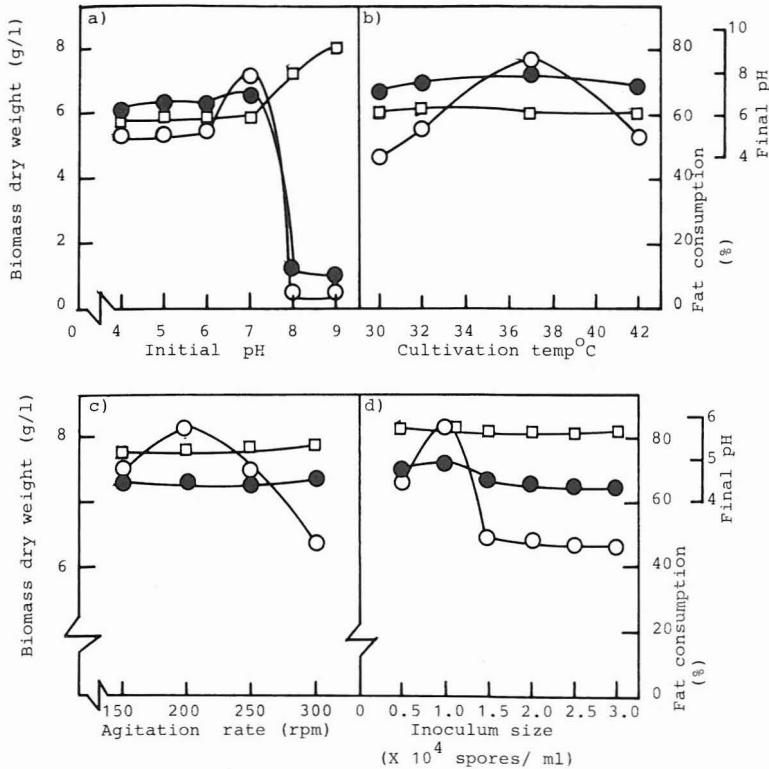 a)
Biomass dry weight (g/l)
8
6
4
2
0
0 4 5 6 7 8 9
Initial pH
b)
30 32 34 36 38 40 42
Cultivation temp°C
80
60
40
20
0
Fat consumption
(%)
10
8
6
4
Final pH
c)
Biomass dry weight (g/l)
8
6
150 200 250 300
Agitation rate (rpm)
d)
0 0.5 1.0 1.5 2.0 2.5 3.0
Inoculum size
(X 10⁴ spores/ ml)
80
60
40
20
0
Fat consumption
(%)
6
5
4
Final pH